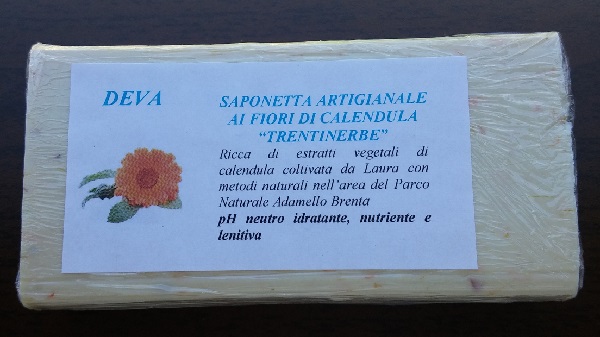 DEVA
SAPONETTA ARTIGIANALE
AI FIORI DI CALENDULA
“TRENTINERBE”
Ricca di estratti vegetali di
calendula coltivata da Laura con
metodi naturali nell’area del Parco
Naturale Adamello Brenta
pH neutro idratante, nutriente e
lenitiva